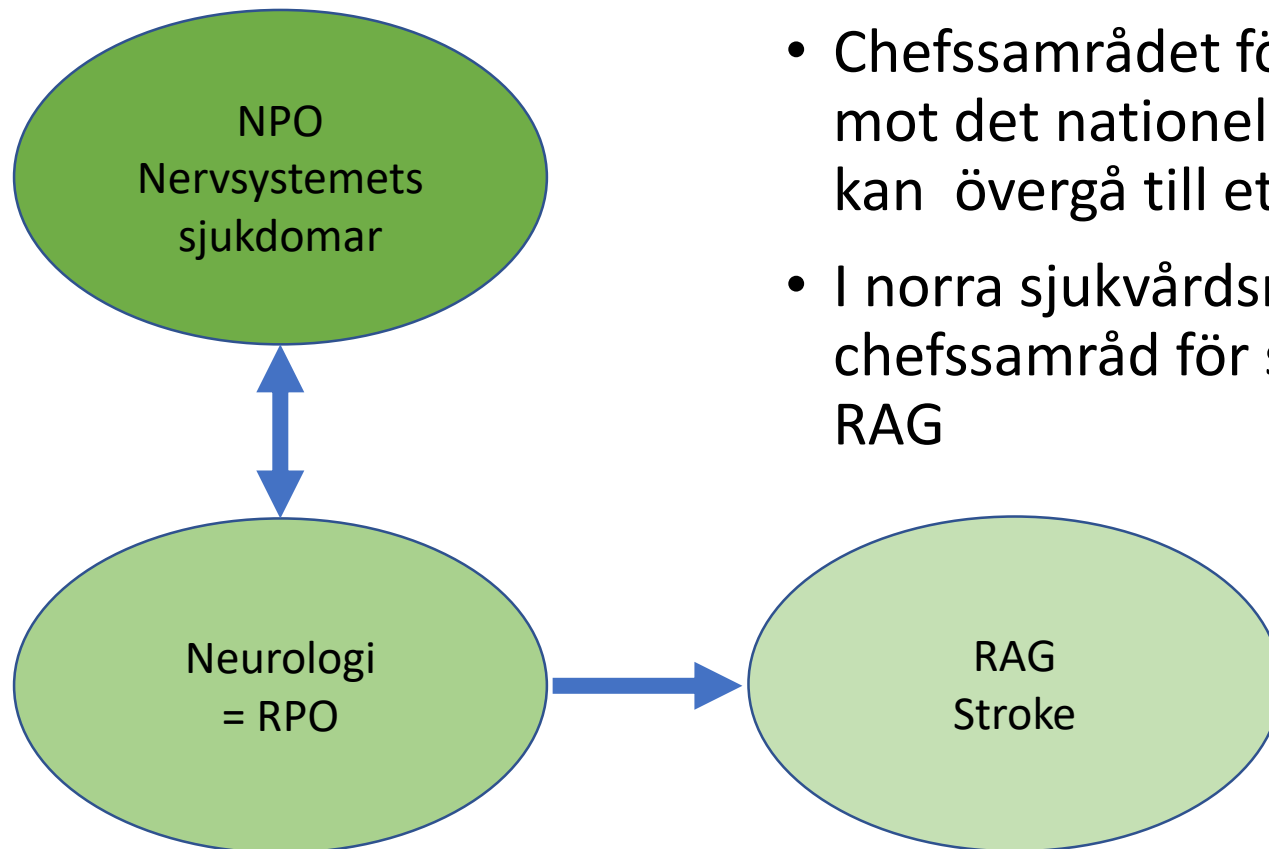 NPO
Nervsystemets
sjukdomar
• Chefssamrådet
mot det
kan övergå till
• I norra
chefssamråd för
RAG
Neurologi
= RPO
RAG
Stroke